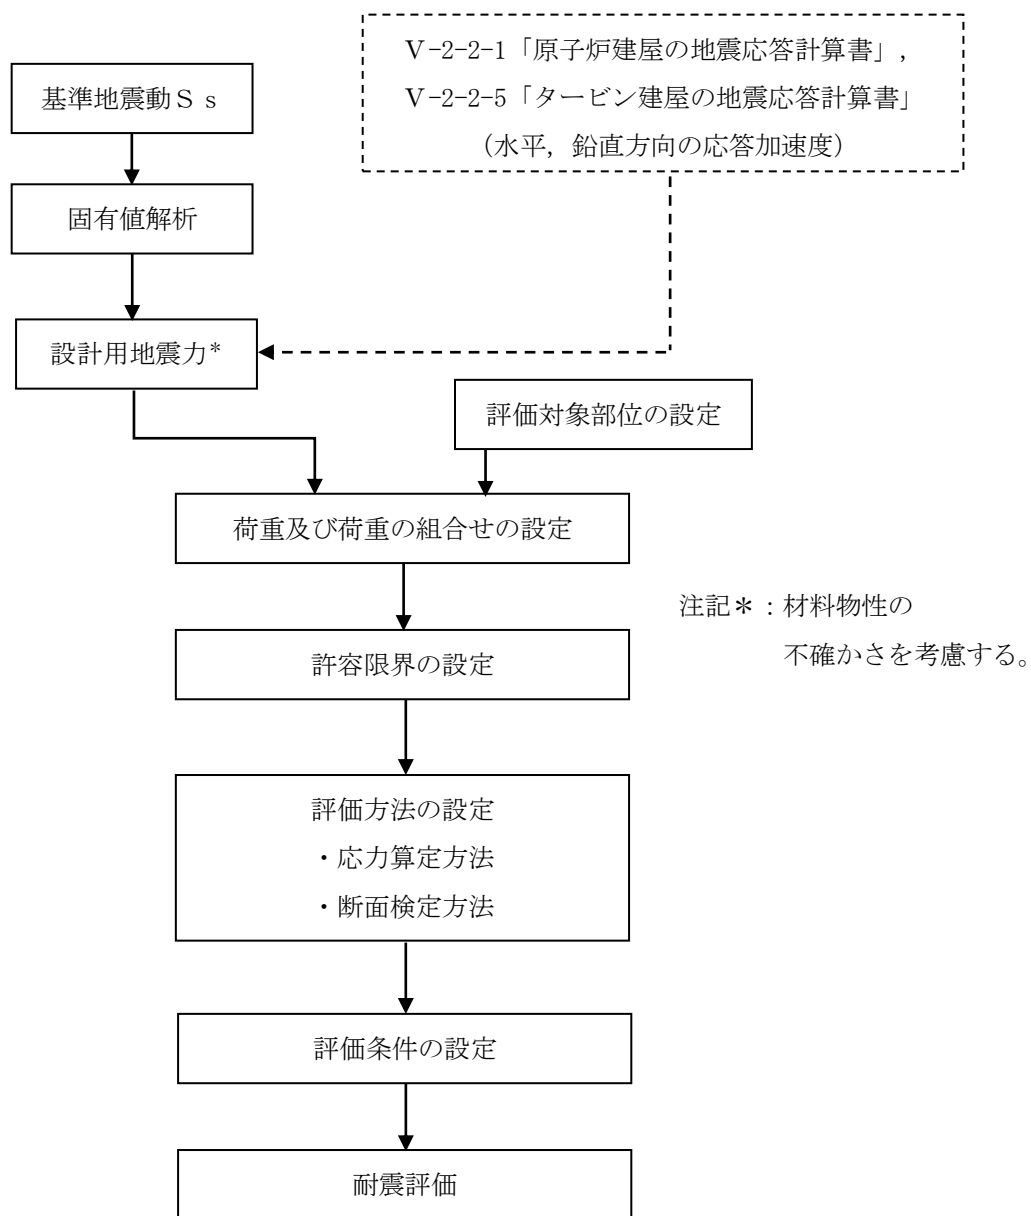 Ⅴ-2-2-1「原子炉建屋の地震応答計算書」,
Ⅴ-2-2-5「タービン建屋の地震応答計算書」
(水平,鉛直方向の応答加速度)
基準地震動Ss
固有値解析
設計用地震力*
評価対象部位の設定
荷重及び荷重の組合せの設定
注記*:材料物性の
不確かさを考慮する。
許容限界の設定
評価方法の設定
・応力算定方法
・断面検定方法
評価条件の設定
耐震評価